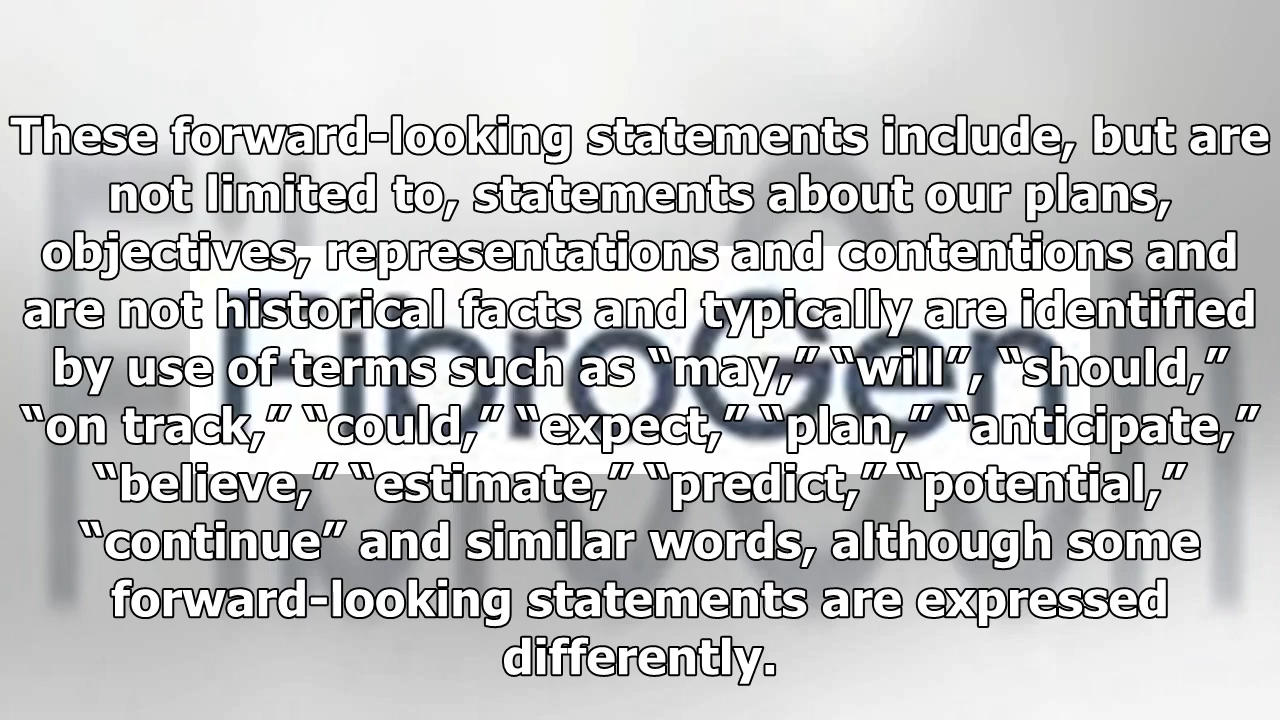 These forward-looking statements include, but are
not limited to, statements about our plans,
objectives, representations and contentions and
are not historical facts and typically are identified
by use of terms such as “may,” “will”, “should,”
“on track,” “could,” “expect,” “plan,” “anticipate,”
“believe,” “estimate,” “predict,” “potential,”
“continue” and similar words, although some
forward-looking statements are expressed
differently.
FibroGen